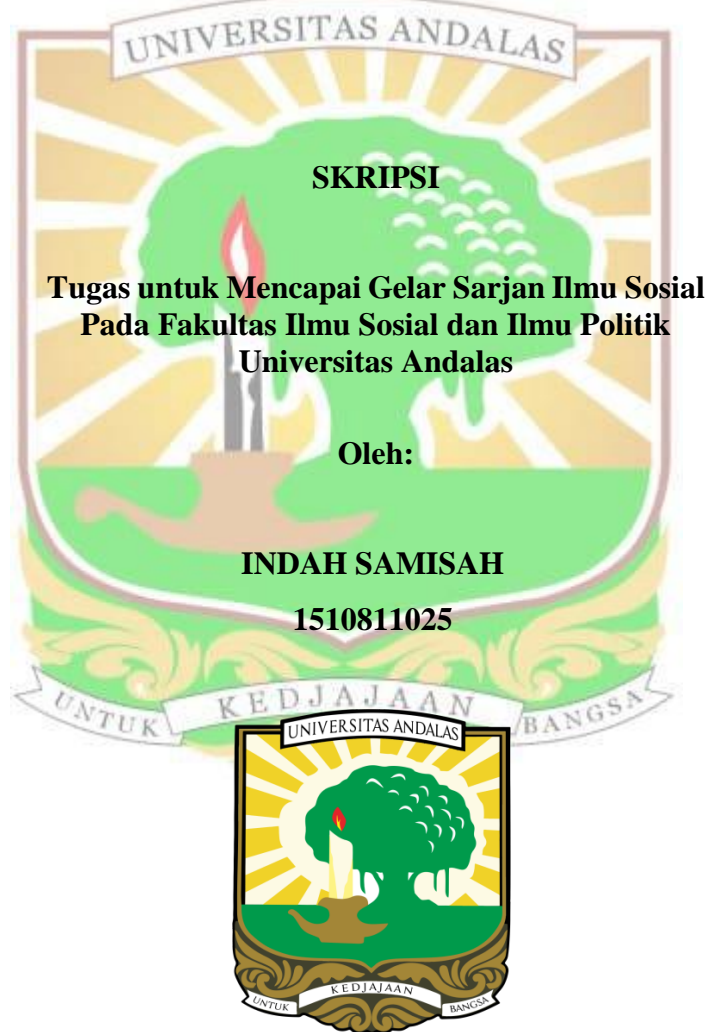 UNIVERSITAS ANDALAS
SKRIPSI
Tugas untuk Mencapai Gelar Sarjan Ilmu Sosial
Pada Fakultas Ilmu Sosial dan Ilmu Politik
Universitas Andalas
Oleh:
INDAH SAMISAH
1510811025
UNTUK KEDJAJAAN BANGSA
UNIVERSITAS ANDALAS
UNTUK KEDJAJAAN BANGSA